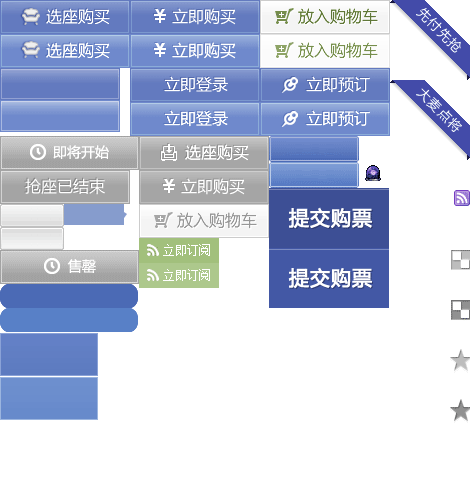 选座购买
¥ 立即购买
放入购物车
先付先抢
选座购买
¥ 立即购买
放入购物车
立即登录
立即预订
大麦点将
立即登录
立即预订
即将开始
选座购买
抢座已结束
¥ 立即购买
放入购物车
提交购票
立即订阅
售罄
立即订阅
提交购票